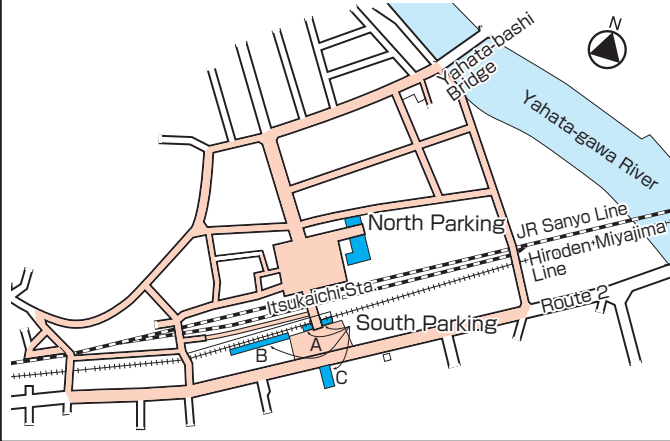 N
Yahata-bashi
Bridge
Yahata-gawa River
North Parking
JR Sanyo Line
Hiroden Miyajima
Line
Itsukaichi Sta.
Route 2
South Parking
A
B
C